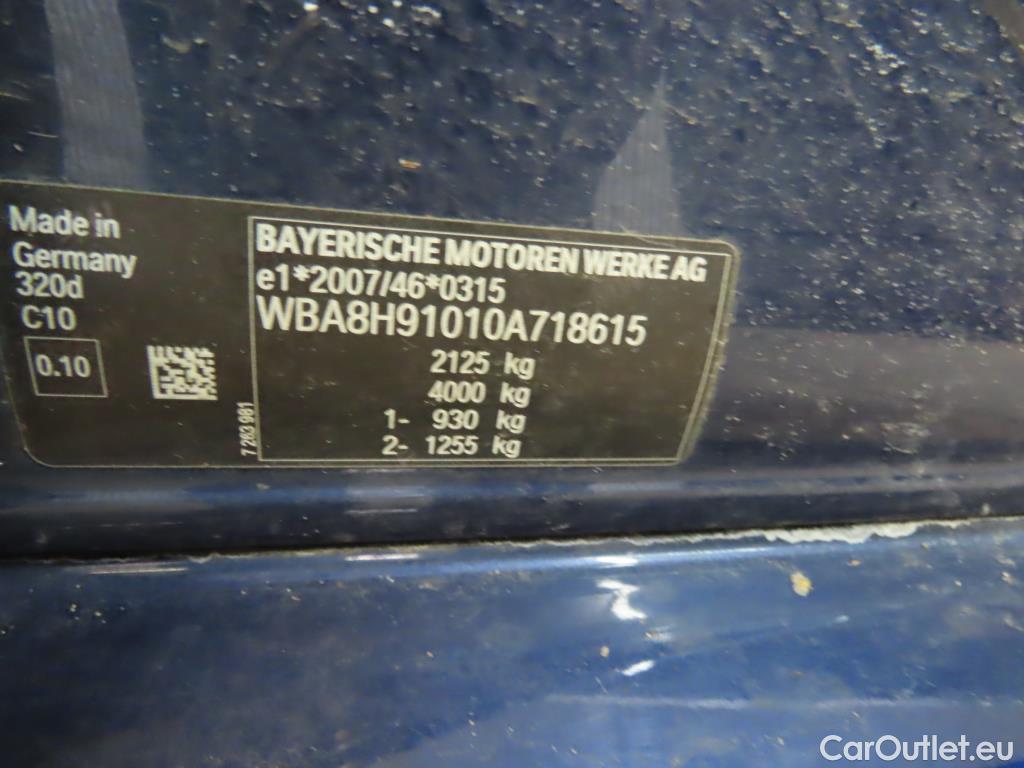 Made in
Germany
320d
C10
0.10
7 263 981
BAYERISCHE MOTOREN WERKE AG
e1*2007/46*0315
WBA8H91010A718615
2125 kg
4000 kg
1- 930 kg
2- 1255 kg
CarOutlet.eu